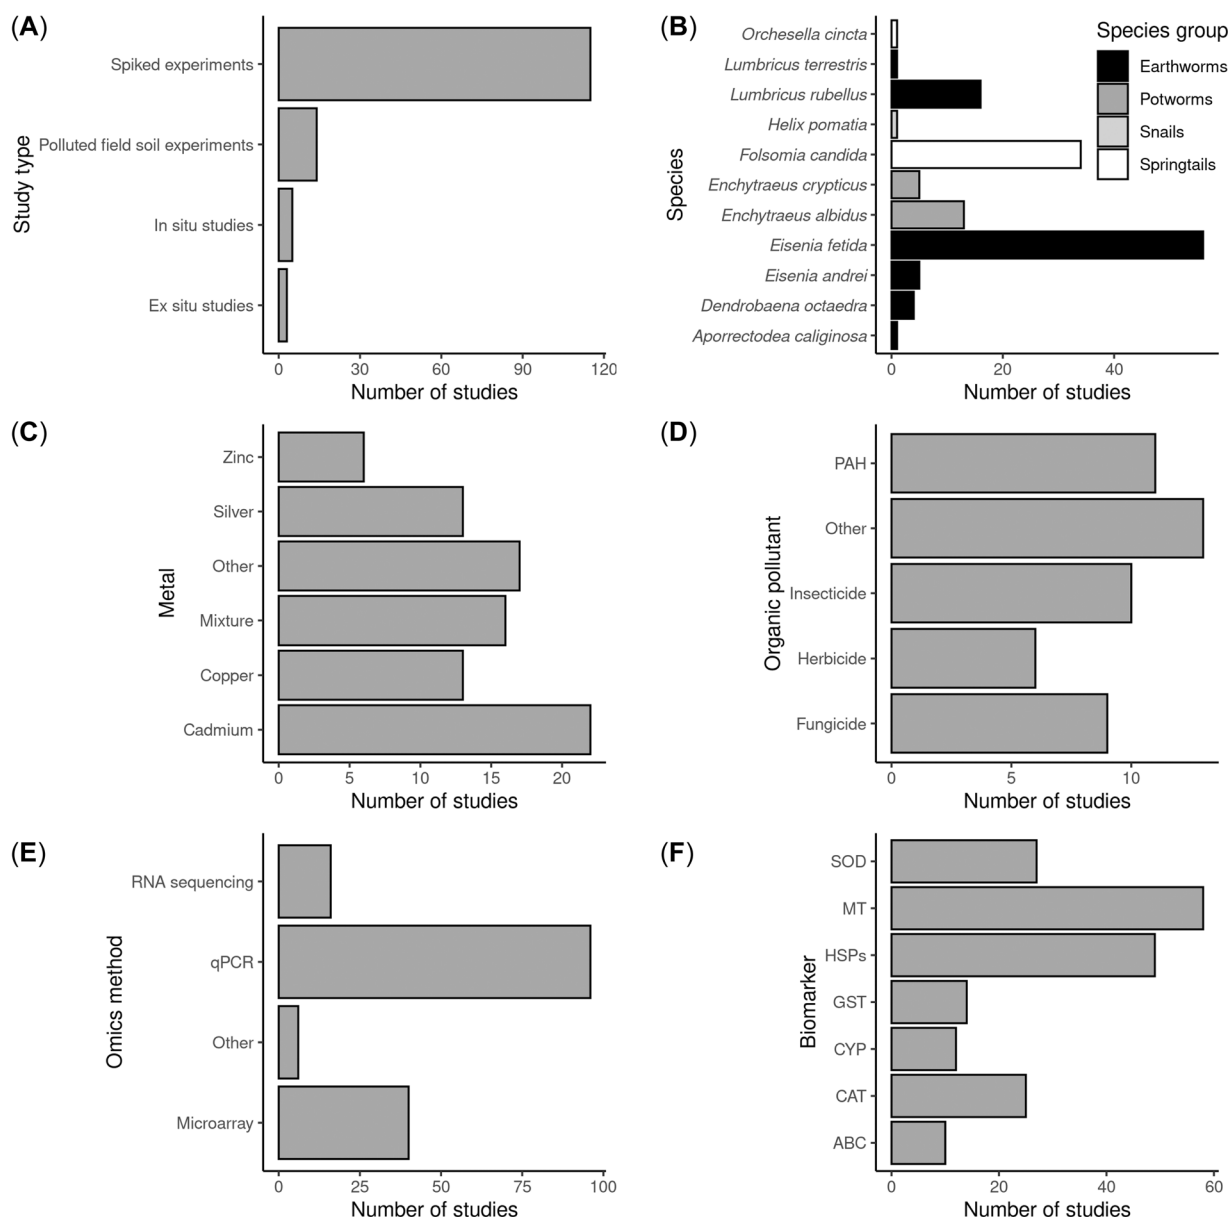 (A)
Study type
Spiked experiments
Polluted field soil experiments
In situ studies
Ex situ studies
0 30 60 90 120
Number of studies
(B)
Species
Orchesella cincta
Lumbricus terrestris
Lumbricus rubellus
Helix pomatia
Folsomia candida
Enchytraeus crypticus
Enchytraeus albidus
Eisenia fetida
Eisenia andrei
Dendrobaena octaedra
Aporrectodea caliginosa
0 20 40
Number of studies
Species group
Earthworms
Potworms
Snails
Springtails
(C)
Metal
Zinc
Silver
Other
Mixture
Copper
Cadmium
0 5 10 15 20
Number of studies
(D)
Organic pollutant
PAH
Other
Insecticide
Herbicide
Fungicide
0 5 10
Number of studies
(E)
Omics method
RNA sequencing
qPCR
Other
Microarray
0 25 50 75 100
Number of studies
(F)
Biomarker
SOD
MT
HSPs
GST
CYP
CAT
ABC
0 20 40 60
Number of studies